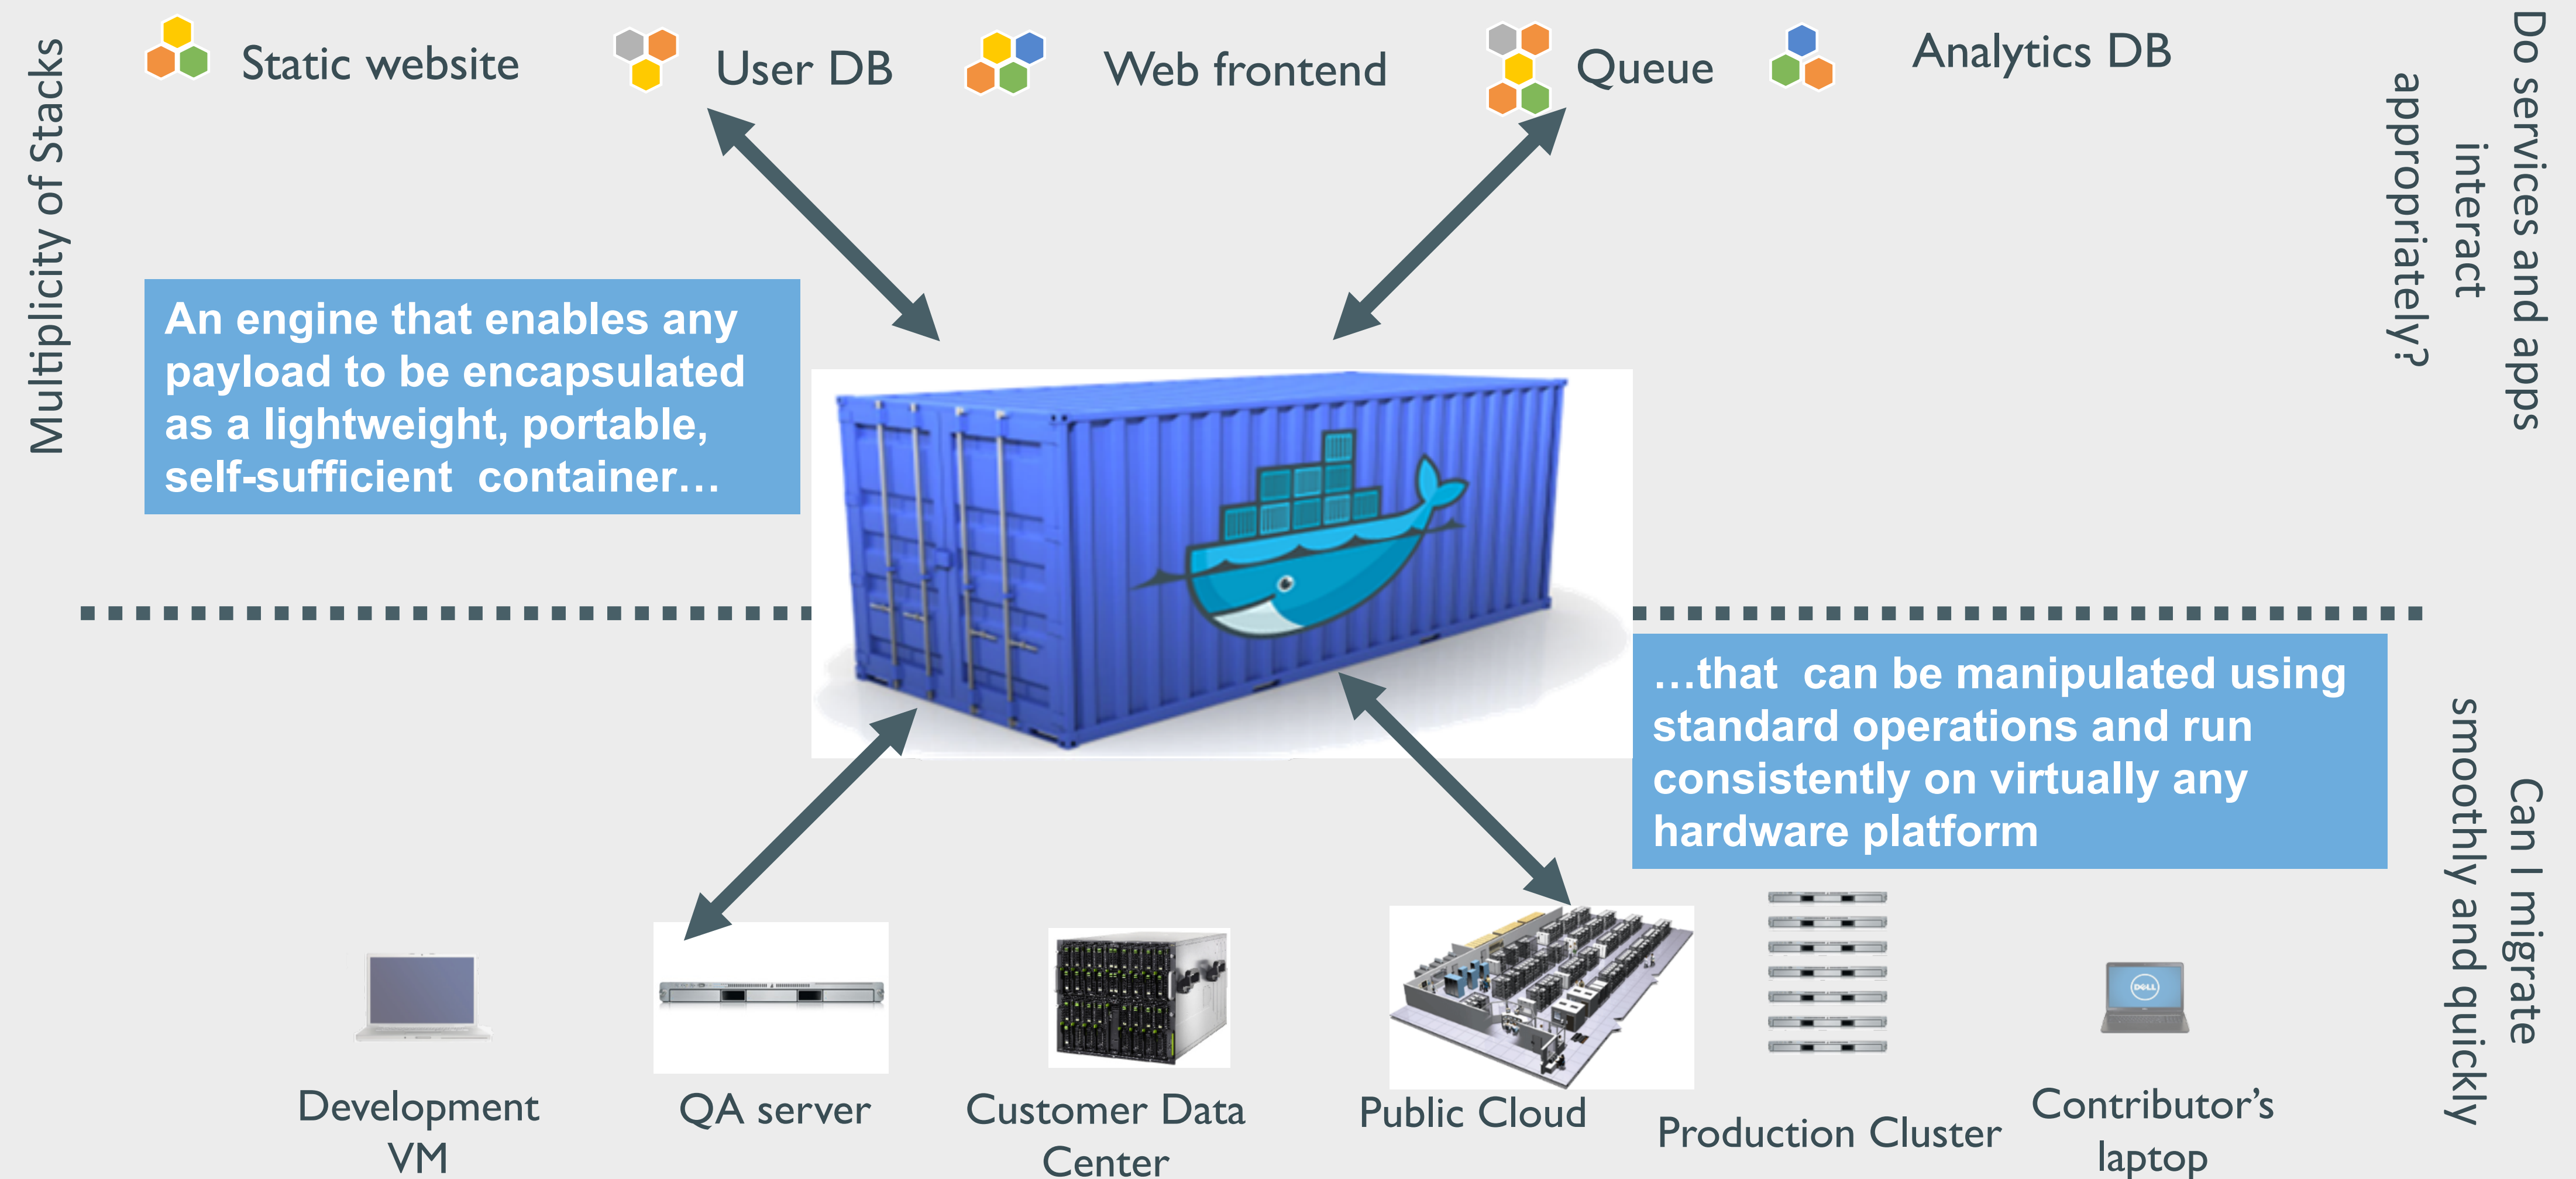 Static website
User DB
Web frontend
Queue
Analytics DB
Multiplicity of Stacks
Do services and apps
interact
appropriately?
An engine that enables any
payload to be encapsulated
as a lightweight, portable,
self-sufficient  container…
…that  can be manipulated using
standard operations and run
consistently on virtually any
hardware platform
Can I migrate
smoothly and quickly
DELL
Development
VM
QA server
Customer Data
Center
Public Cloud
Production Cluster
Contributor’s
laptop